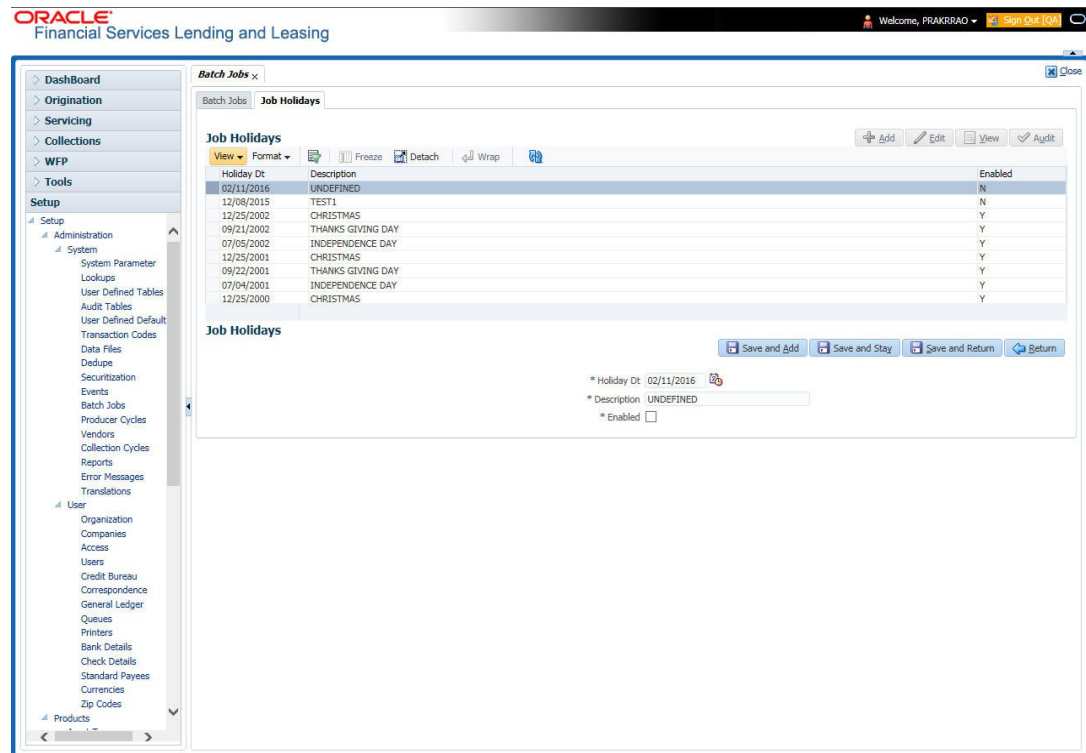 ORACLE
Financial Services Lending and Leasing
Welcome, PRAKRRAO
Sign Out [QA]
Close
DashBoard
Origination
Servicing
Collections
WFP
Tools
Setup
Setup
Administration
System
System Parameter
Lookups
User Defined Tables
Audit Tables
User Defined Default
Transaction Codes
Data Files
Dedupe
Securitization
Events
Batch Jobs
Producer Cycles
Vendors
Collection Cycles
Reports
Error Messages
Translations
User
Organization
Companies
Access
Users
Credit Bureau
Correspondence
General Ledger
Queues
Printers
Bank Details
Check Details
Standard Payees
Currencies
Zip Codes
Products
Batch Jobs
Batch Jobs Job Holidays
Job Holidays
Add Edit View Audit
View Format Freeze Detach Wrap
Holiday Dt Description Enabled
02/11/2016 UNDEFINED N
12/08/2015 TEST1 N
12/25/2002 CHRISTMAS Y
09/21/2002 THANKS GIVING DAY Y
07/05/2002 INDEPENDENCE DAY Y
12/25/2001 CHRISTMAS Y
09/22/2001 THANKS GIVING DAY Y
07/04/2001 INDEPENDENCE DAY Y
12/25/2000 CHRISTMAS Y
Job Holidays
Save and Add Save and Stay Save and Return Return
* Holiday Dt 02/11/2016
* Description UNDEFINED
* Enabled